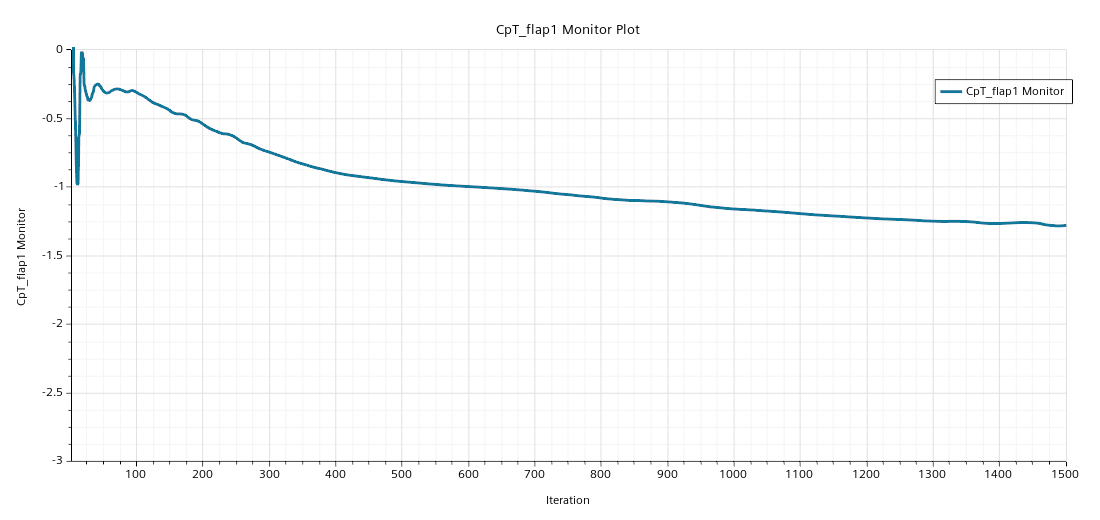 CpT_flap1 Monitor Plot
CpT_flap1 Monitor
0
-0.5
-1
-1.5
-2
-2.5
-3
CpT_flap1 Monitor
100 200 300 400 500 600 700 800 900 1000 1100 1200 1300 1400 1500
Iteration